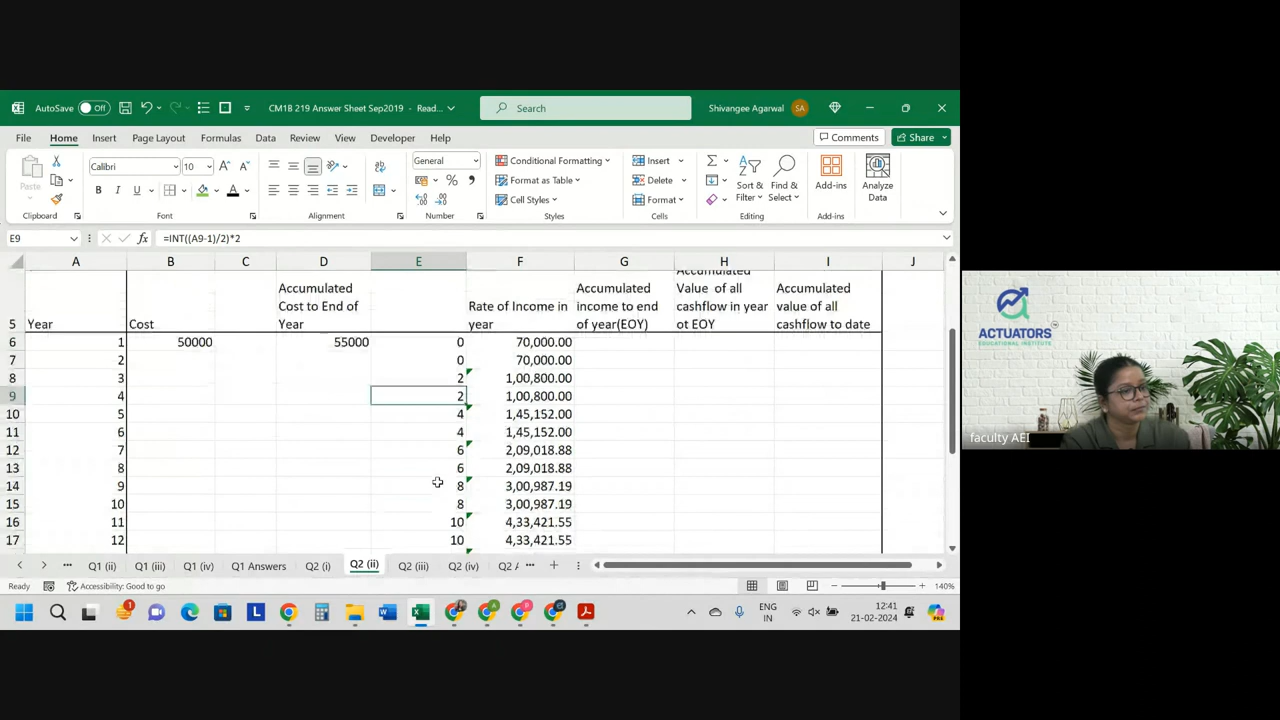 AutoSave Off CM1B 219 Answer Sheet Sep2019 - Read... Search Shivangee Agarwal SA
File Home Insert Page Layout Formulas Data Review View Developer Help Comments Share
Calibri 10 General Conditional Formatting Insert
Paste Format as Table Delete Sort & Filter Find & Select Add-ins Analyze Data
B I U Cell Styles Format
Clipboard Font Alignment Number Styles Cells Editing Add-ins
E9 fx =INT((A9-1)/2)*2
A B C D E F G H I J
5 Year Cost Accumulated Cost to End of Year Rate of Income in year Accumulated income to end of year(EOY) Accumulated Value of all cashflow in year ot EOY Accumulated value of all cashflow to date
6 1 50000 55000 0 70,000.00
7 2 0 70,000.00
8 3 2 1,00,800.00
9 4 2 1,00,800.00
10 5 4 1,45,152.00
11 6 4 1,45,152.00
12 7 6 2,09,018.88
13 8 6 2,09,018.88
14 9 8 3,00,987.19
15 10 8 3,00,987.19
16 11 10 4,33,421.55
17 12 10 4,33,421.55
... Q1 (ii) Q1 (iii) Q1 (iv) Q1 Answers Q2 (i) Q2 (ii) Q2 (iii) Q2 (iv) Q2 A ...
Ready Accessibility: Good to go 140%
ENG IN 12:41 21-02-2024
ACTUATORS
EDUCATIONAL INSTITUTE
faculty AEI